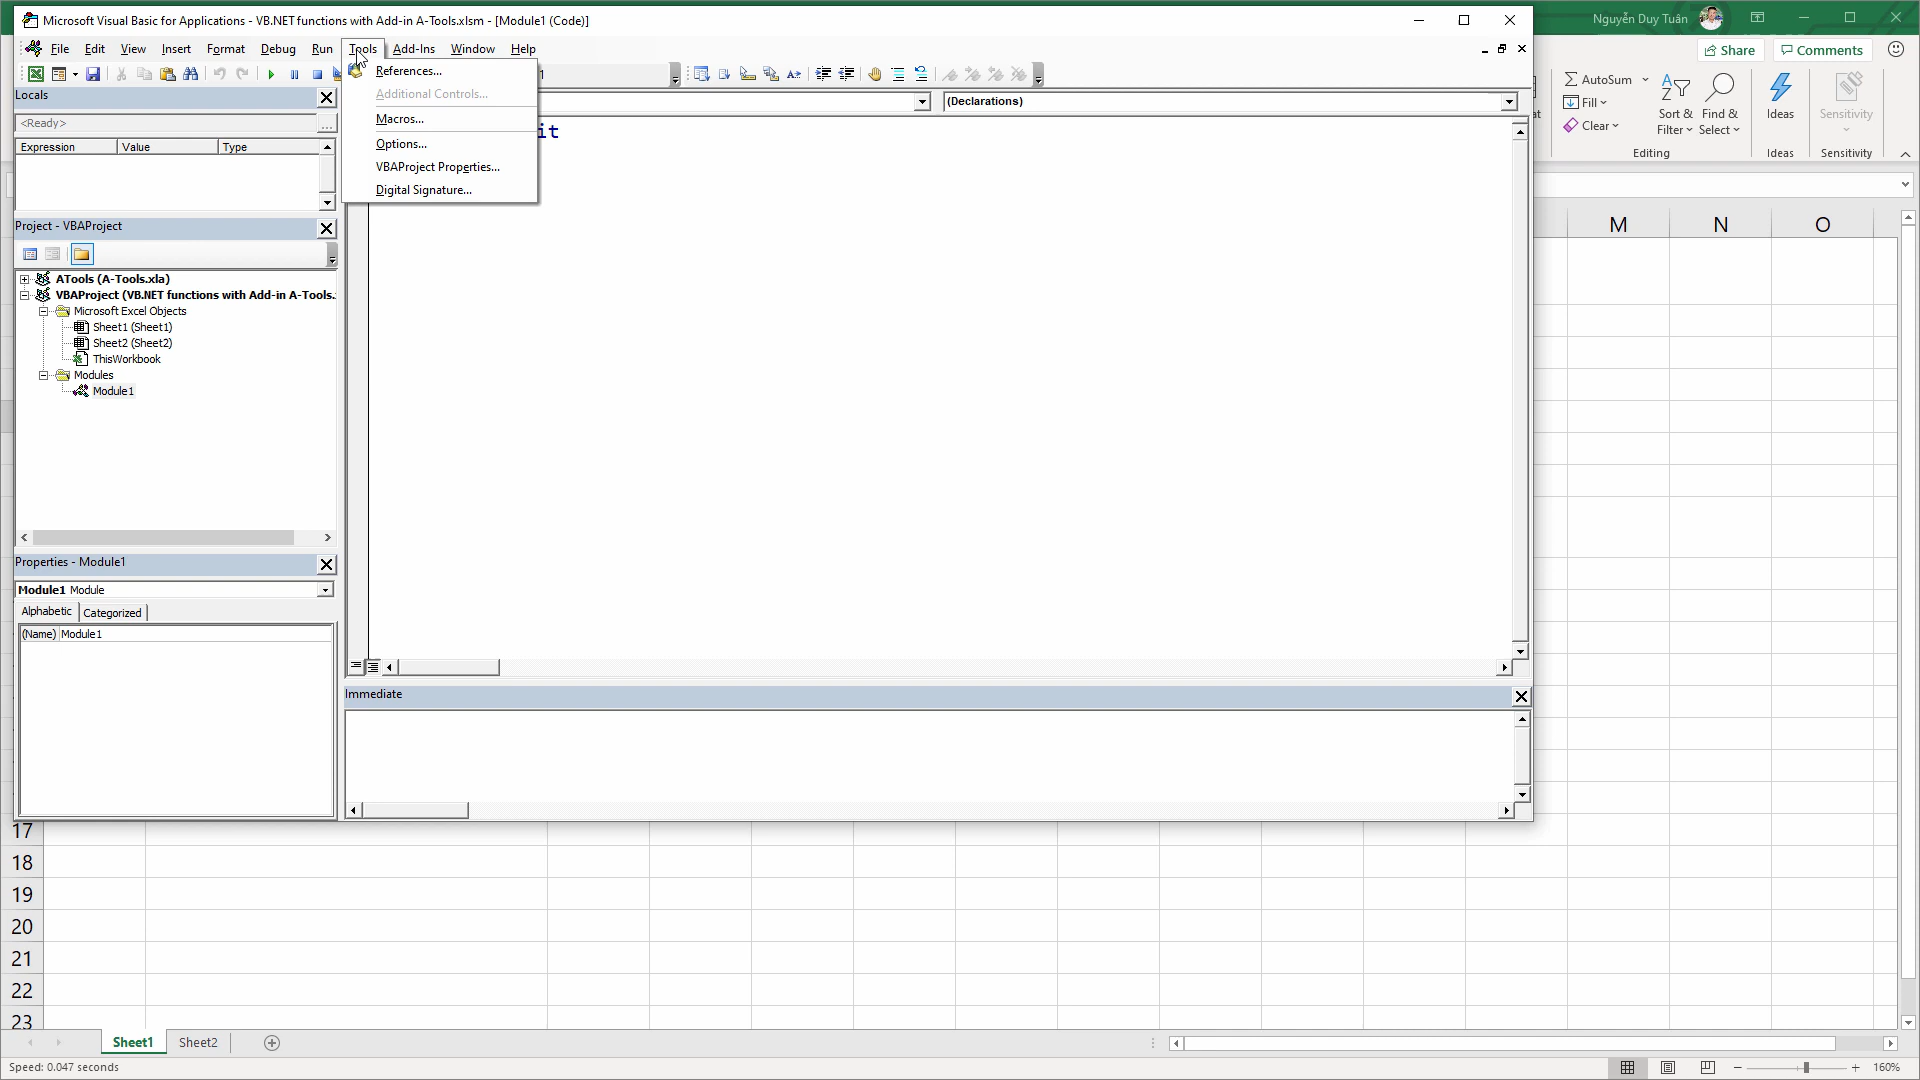 Microsoft Visual Basic for Applications - VB.NET functions with Add-in A-Tools.xlsm - [Module1 (Code)]
Nguyễn Duy Tuân
File Edit View Insert Format Debug Run Tools Add-Ins Window Help
Share Comments
References...
Additional Controls...
Macros...
Options...
VBAProject Properties...
Digital Signature...
1
(Declarations)
it
AutoSum
Fill
Clear
Sort & Filter
Find & Select
Ideas
Sensitivity
at
Editing
Ideas
Sensitivity
Locals
<Ready>
...
Expression Value Type
Project - VBAProject
ATools (A-Tools.xla)
VBAProject (VB.NET functions with Add-in A-Tools.
Microsoft Excel Objects
Sheet1 (Sheet1)
Sheet2 (Sheet2)
ThisWorkbook
Modules
Module1
M N O
Properties - Module1
Module1 Module
Alphabetic Categorized
(Name) Module1
Immediate
17
18
19
20
21
22
23
Sheet1 Sheet2
Speed: 0.047 seconds
160%